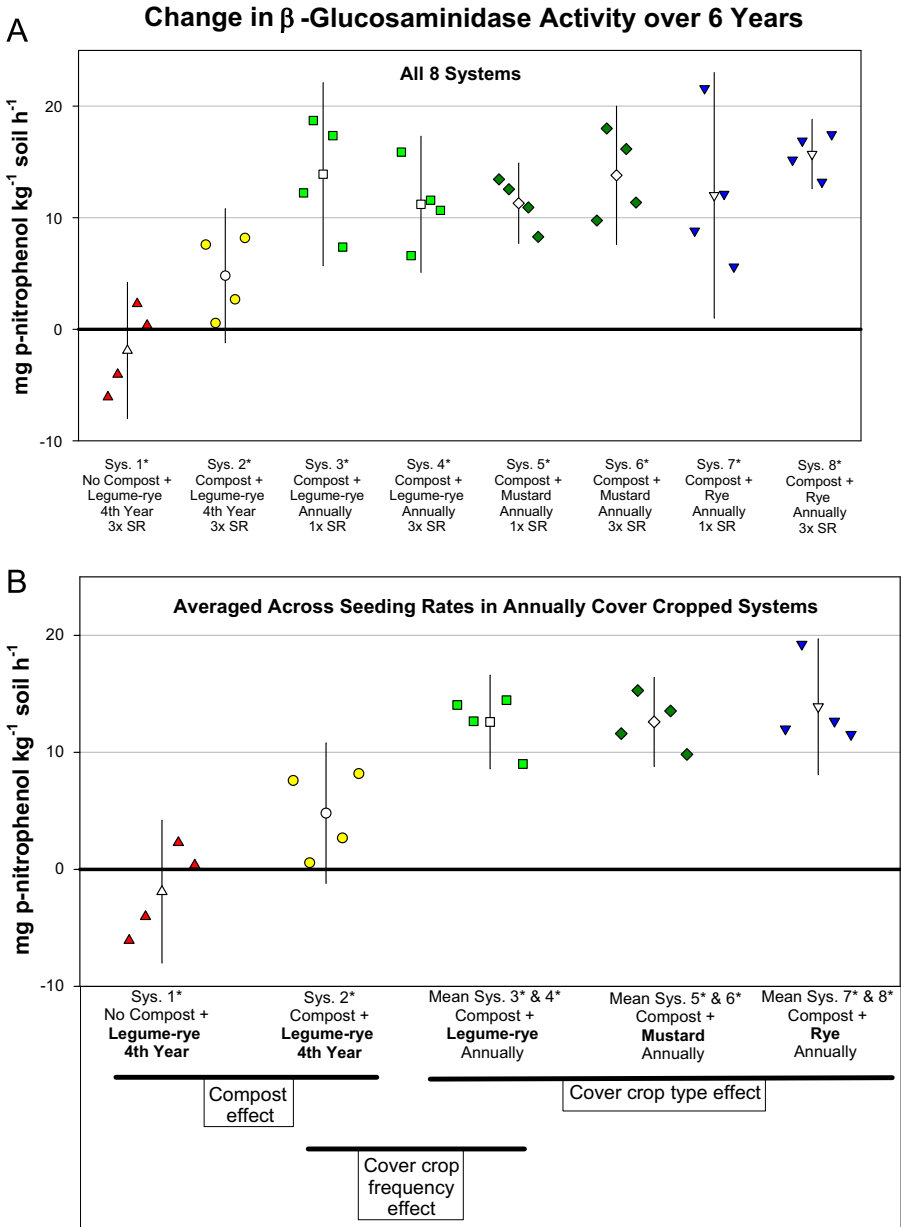 Change in β -Glucosaminidase Activity over 6 Years
A
All 8 Systems
mg p-nitrophenol kg⁻¹ soil h⁻¹
20
10
0
-10
Sys. 1*
No Compost +
Legume-rye
4th Year
3x SR
Sys. 2*
Compost +
Legume-rye
4th Year
3x SR
Sys. 3*
Compost +
Legume-rye
Annually
1x SR
Sys. 4*
Compost +
Legume-rye
Annually
3x SR
Sys. 5*
Compost +
Mustard
Annually
1x SR
Sys. 6*
Compost +
Mustard
Annually
3x SR
Sys. 7*
Compost +
Rye
Annually
1x SR
Sys. 8*
Compost +
Rye
Annually
3x SR
B
Averaged Across Seeding Rates in Annually Cover Cropped Systems
mg p-nitrophenol kg⁻¹ soil h⁻¹
20
10
0
-10
Sys. 1*
No Compost +
Legume-rye
4th Year
Sys. 2*
Compost +
Legume-rye
4th Year
Mean Sys. 3* & 4*
Compost +
Legume-rye
Annually
Mean Sys. 5* & 6*
Compost +
Mustard
Annually
Mean Sys. 7* & 8*
Compost +
Rye
Annually
Compost
effect
Cover crop type effect
Cover crop
frequency
effect